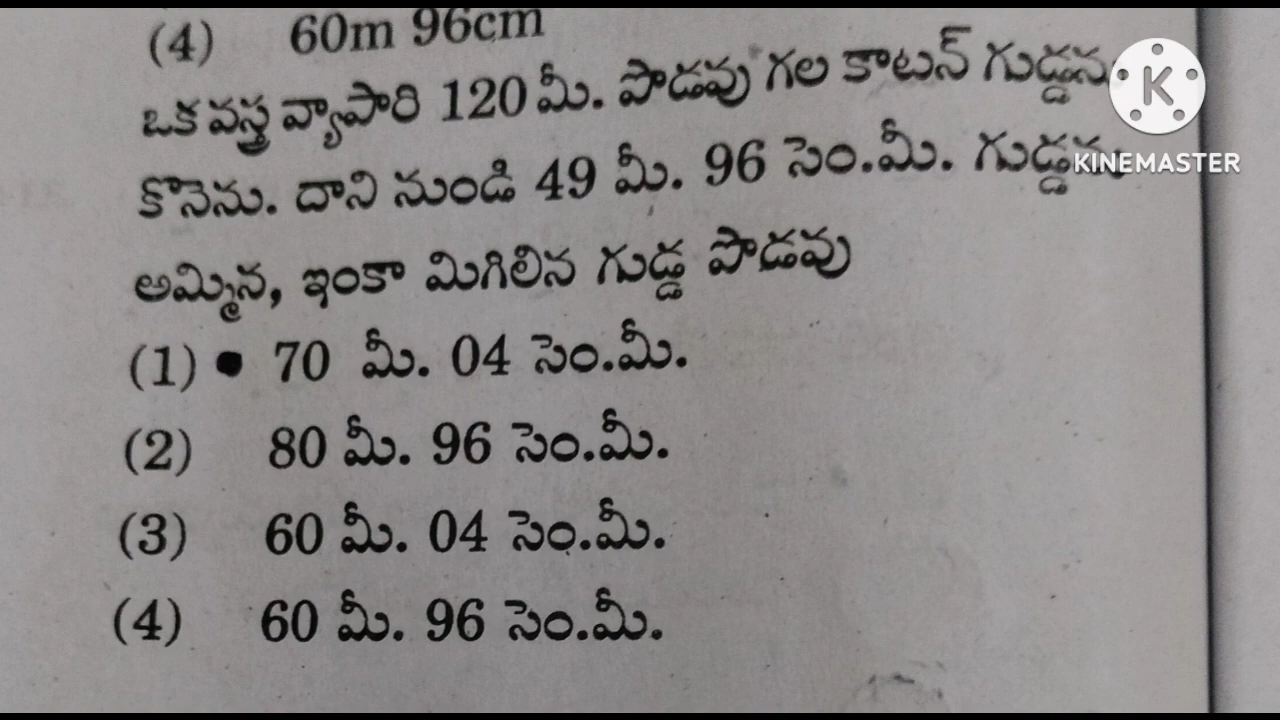 (4) 60m 96cm
ఒక వస్త్ర వ్యాపారి 120 మీ. పొడవు గల కాటన్ గుడ్డను
కొనెను. దాని నుండి 49 మీ. 96 సెం.మీ. గుడ్డను
అమ్మిన, ఇంకా మిగిలిన గుడ్డ పొడవు
(1) • 70 మీ. 04 సెం.మీ.
(2) 80 మీ. 96 సెం.మీ.
(3) 60 మీ. 04 సెం.మీ.
(4) 60 మీ. 96 సెం.మీ.
K
KINEMASTER